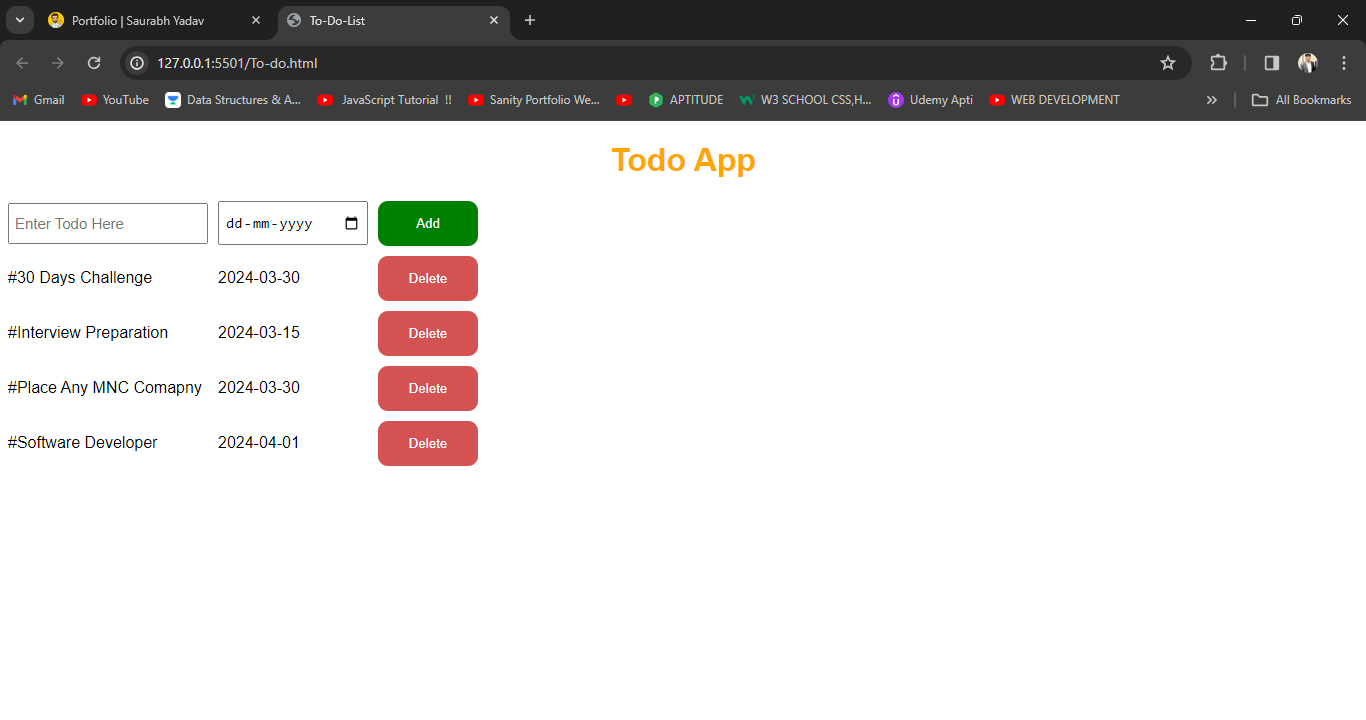 Portfolio | Saurabh Yadav To-Do-List
127.0.0.1:5501/To-do.html
Gmail YouTube Data Structures & A... JavaScript Tutorial !! Sanity Portfolio We... APTITUDE W3 SCHOOL CSS,H... Udemy Apti WEB DEVELOPMENT » All Bookmarks
Todo App
Enter Todo Here dd-mm-yyyy Add
#30 Days Challenge 2024-03-30 Delete
#Interview Preparation 2024-03-15 Delete
#Place Any MNC Comapny 2024-03-30 Delete
#Software Developer 2024-04-01 Delete